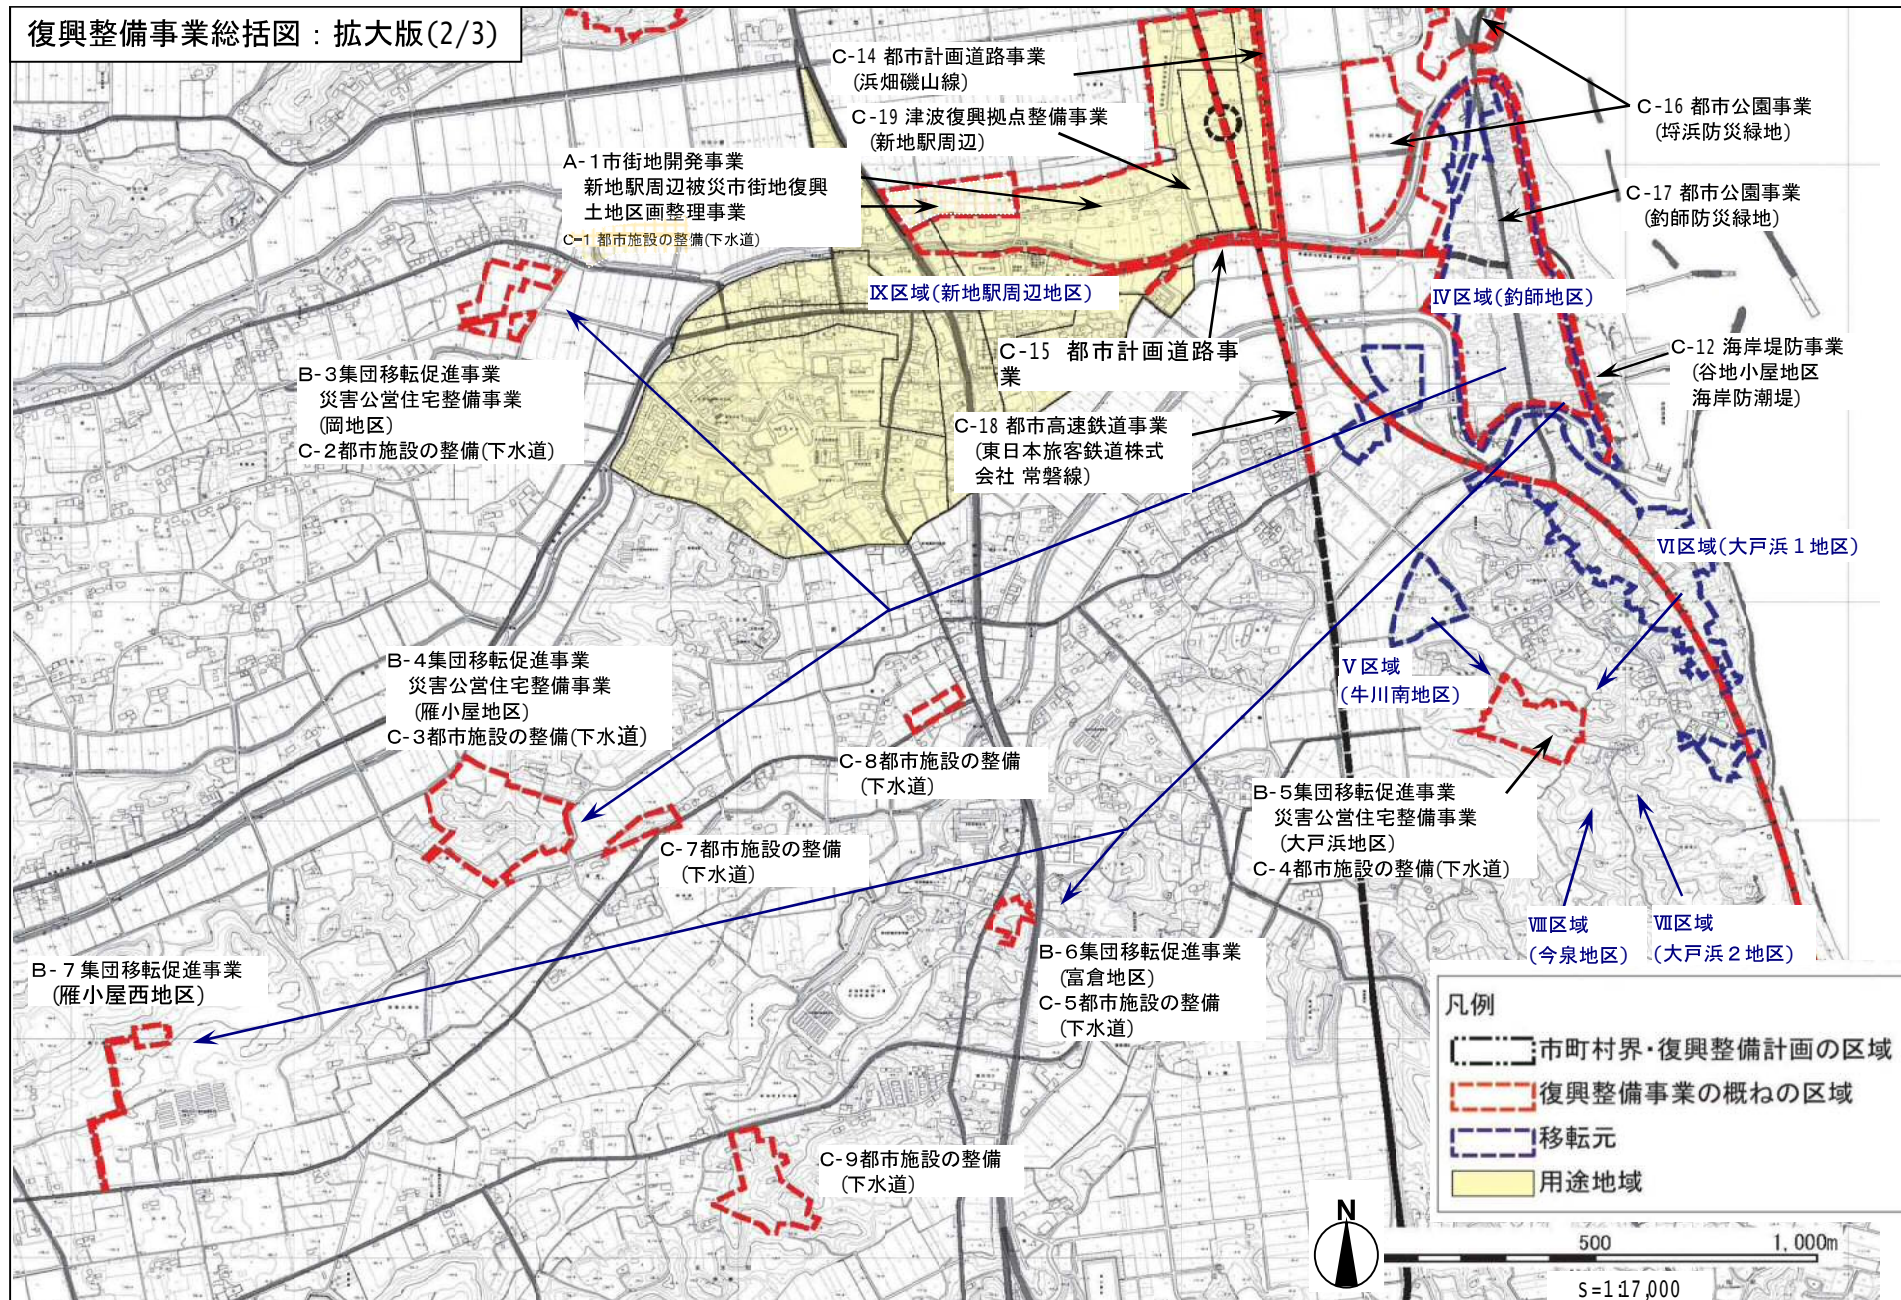 復興整備事業総括図：拡大版(2/3)
C-14 都市計画道路事業
(浜畑磯山線)
C-19 津波復興拠点整備事業
(新地駅周辺)
A-1市街地開発事業
新地駅周辺被災市街地復興
土地区画整理事業
C-1 都市施設の整備(下水道)
C-16 都市公園事業
(埓浜防災緑地)
C-17 都市公園事業
(釣師防災緑地)
Ⅸ区域(新地駅周辺地区)
Ⅳ区域(釣師地区)
C-15 都市計画道路事
業
C-12 海岸堤防事業
(谷地小屋地区
海岸防潮堤)
B-3集団移転促進事業
災害公営住宅整備事業
(岡地区)
C-2都市施設の整備(下水道)
C-18 都市高速鉄道事業
(東日本旅客鉄道株式
会社 常磐線)
Ⅵ区域(大戸浜１地区)
B-4集団移転促進事業
災害公営住宅整備事業
(雁小屋地区)
C-3都市施設の整備(下水道)
Ⅴ区域
(牛川南地区)
C-8都市施設の整備
(下水道)
B-5集団移転促進事業
災害公営住宅整備事業
(大戸浜地区)
C-4都市施設の整備(下水道)
C-7都市施設の整備
(下水道)
Ⅷ区域
(今泉地区)
Ⅶ区域
(大戸浜２地区)
B-6集団移転促進事業
(富倉地区)
C-5都市施設の整備
(下水道)
B-7集団移転促進事業
(雁小屋西地区)
C-9都市施設の整備
(下水道)
凡例
市町村界・復興整備計画の区域
復興整備事業の概ねの区域
移転元
用途地域
N
500
1,000m
S=1:17,000